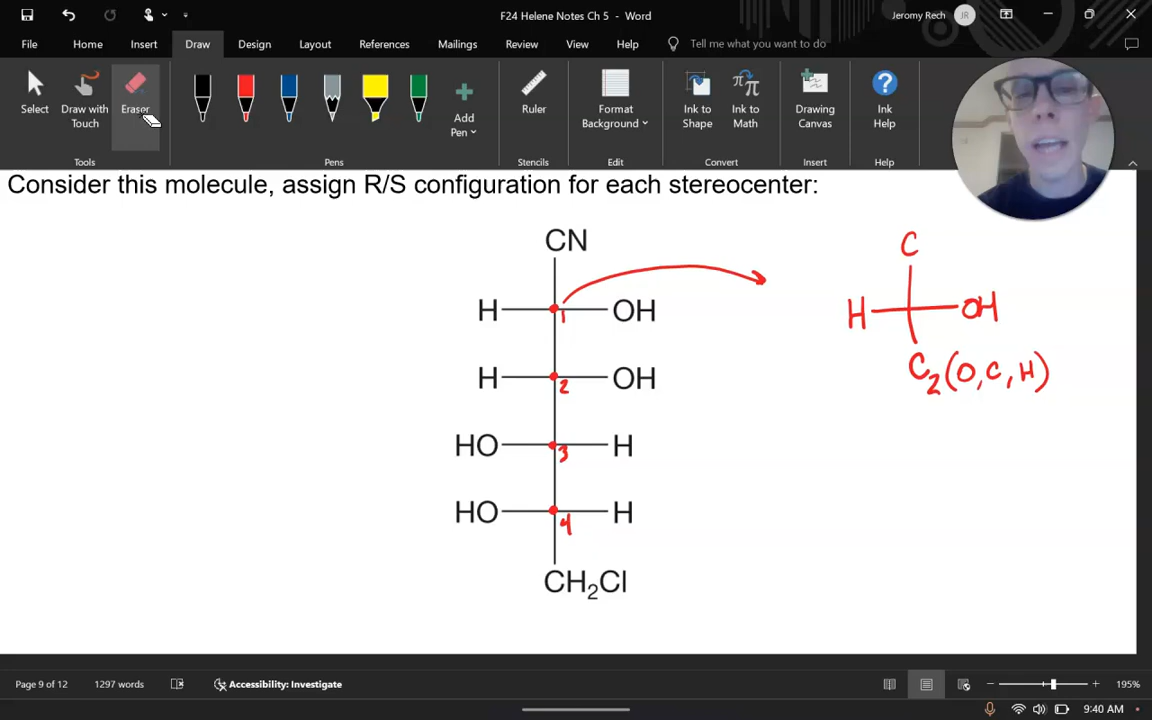 F24 Helene Notes Ch 5 - Word
Jeromy Rech JR
File Home Insert Draw Design Layout References Mailings Review View Help Tell me what you want to do
Select Draw with Touch Eraser Add Pen Ruler Format Background Ink to Shape Ink to Math Drawing Canvas Ink Help
Tools Pens Stencils Edit Convert Insert Help
Consider this molecule, assign R/S configuration for each stereocenter:
CN
C
H OH
1
H OH
C2(O,C,H)
H OH
2
HO H
3
HO H
4
CH2Cl
Page 9 of 12 1297 words Accessibility: Investigate 195%
9:40 AM